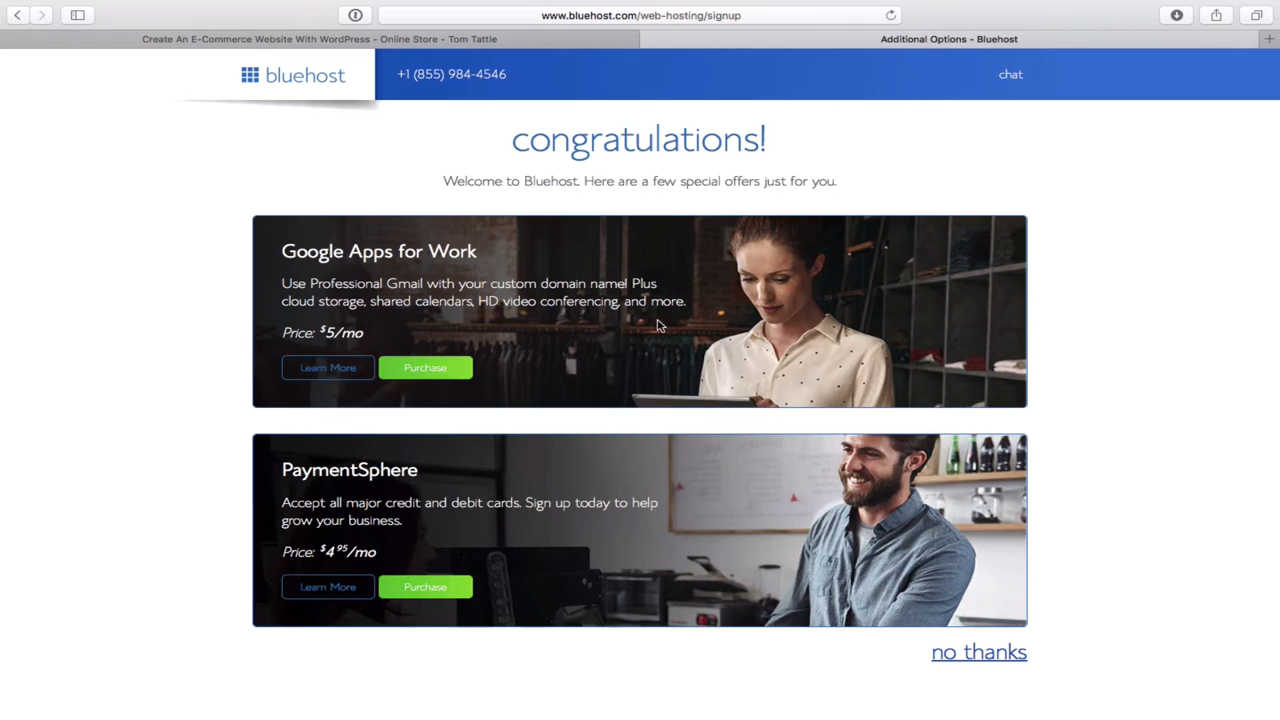 www.bluehost.com/web-hosting/signup
Create An E-Commerce Website With WordPress - Online Store - Tom Tattle
Additional Options - Bluehost
bluehost
+1 (855) 984-4546
chat
congratulations!
Welcome to Bluehost. Here are a few special offers just for you.
Google Apps for Work
Use Professional Gmail with your custom domain name! Plus
cloud storage, shared calendars, HD video conferencing, and more.
Price: $5/mo
Learn More
Purchase
PaymentSphere
Accept all major credit and debit cards. Sign up today to help
grow your business.
Price: $4.95/mo
Learn More
Purchase
no thanks